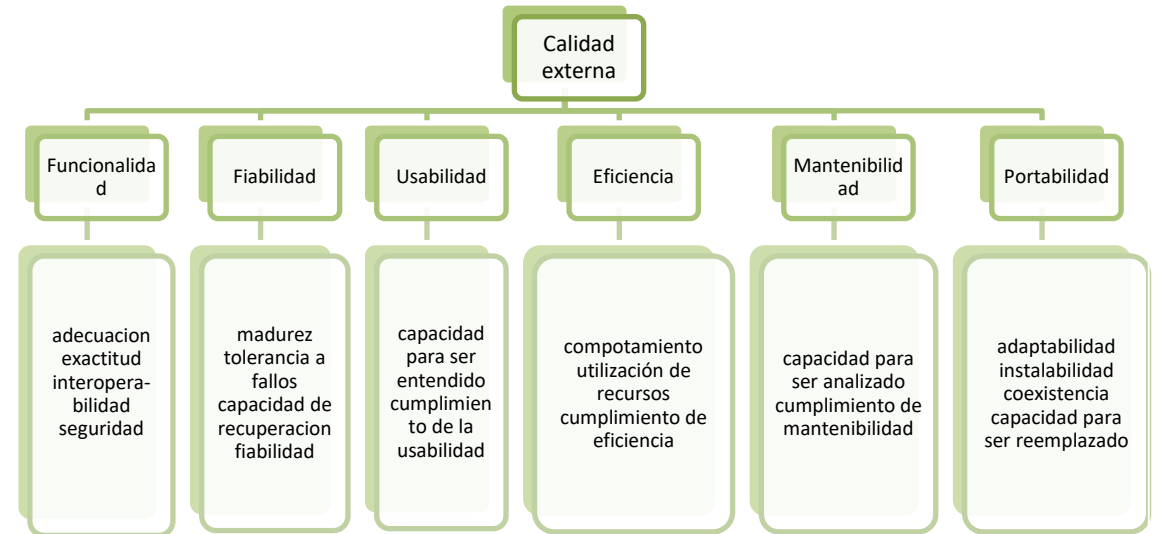 Calidad
externa
Funcionalida
d
Fiabilidad
Usabilidad
Eficiencia
Mantenibilid
ad
Portabilidad
adecuacion
exactitud
interopera-
bilidad
seguridad
madurez
tolerancia a
fallos
capacidad de
recuperacion
fiabilidad
capacidad
para ser
entendido
cumplimien
to de la
usabilidad
compotamiento
utilización de
recursos
cumplimiento de
eficiencia
capacidad para
ser analizado
cumplimiento de
mantenibilidad
adaptabilidad
instalabilidad
coexistencia
capacidad para
ser reemplazado